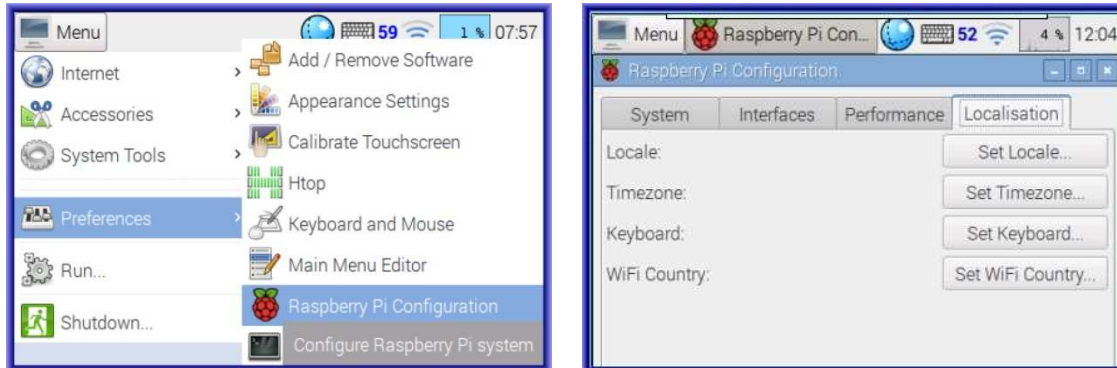 Menu 59 1 % 07:57
Internet
Accessories
System Tools
Preferences
Run...
Shutdown...
Add / Remove Software
Appearance Settings
Calibrate Touchscreen
Htop
Keyboard and Mouse
Main Menu Editor
Raspberry Pi Configuration
Configure Raspberry Pi system
Menu Raspberry Pi Con... 52 4 % 12:04
Raspberry Pi Configuration
System Interfaces Performance Localisation
Locale: Set Locale...
Timezone: Set Timezone...
Keyboard: Set Keyboard...
WiFi Country: Set WiFi Country...